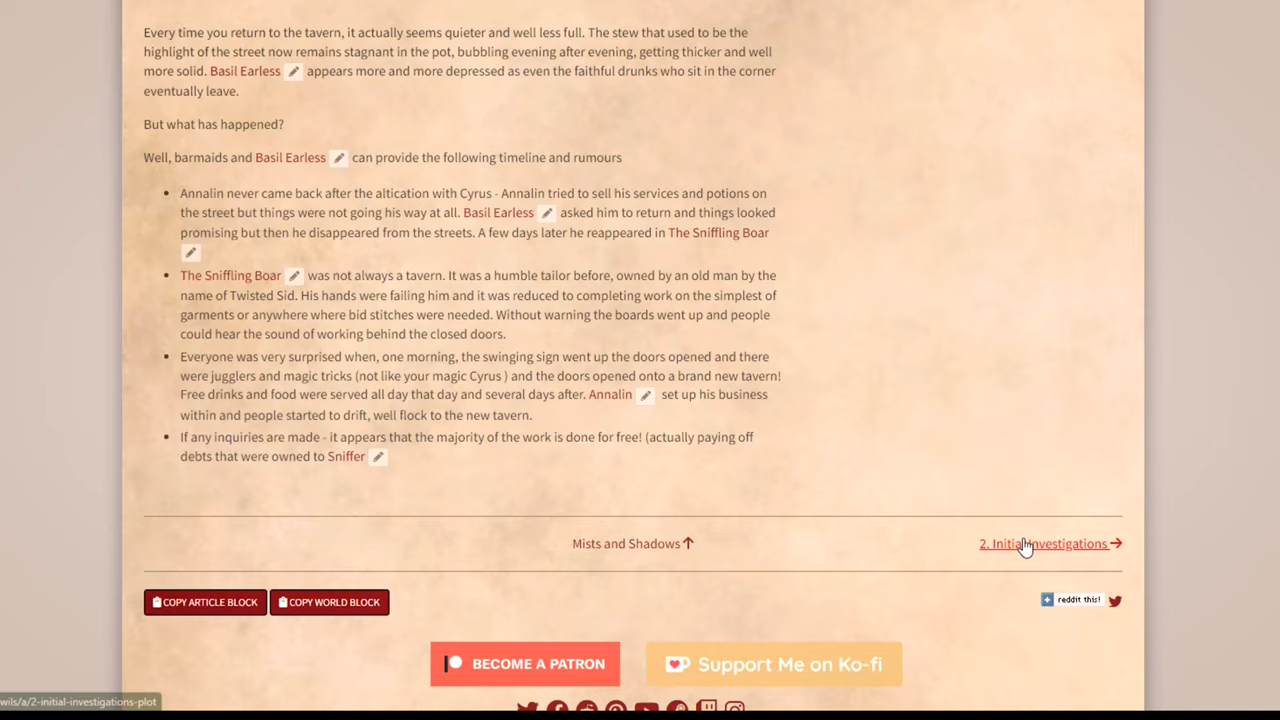 Every time you return to the tavern, it actually seems quieter and well less full. The stew that used to be the
highlight of the street now remains stagnant in the pot, bubbling evening after evening, getting thicker and well
more solid. Basil Earless appears more and more depressed as even the faithful drunks who sit in the corner
eventually leave.
But what has happened?
Well, barmaids and Basil Earless can provide the following timeline and rumours
Annalin never came back after the altication with Cyrus - Annalin tried to sell his services and potions on
the street but things were not going his way at all. Basil Earless asked him to return and things looked
promising but then he disappeared from the streets. A few days later he reappeared in The Sniffling Boar
The Sniffling Boar was not always a tavern. It was a humble tailor before, owned by an old man by the
name of Twisted Sid. His hands were failing him and it was reduced to completing work on the simplest of
garments or anywhere where bid stitches were needed. Without warning the boards went up and people
could hear the sound of working behind the closed doors.
Everyone was very surprised when, one morning, the swinging sign went up the doors opened and there
were jugglers and magic tricks (not like your magic Cyrus ) and the doors opened onto a brand new tavern!
Free drinks and food were served all day that day and several days after. Annalin set up his business
within and people started to drift, well flock to the new tavern.
If any inquiries are made - it appears that the majority of the work is done for free! (actually paying off
debts that were owned to Sniffer
Mists and Shadows
2. Initial Investigations
COPY ARTICLE BLOCK COPY WORLD BLOCK
reddit this!
BECOME A PATRON
Support Me on Ko-fi
wils/a/2-initial-investigations-plot